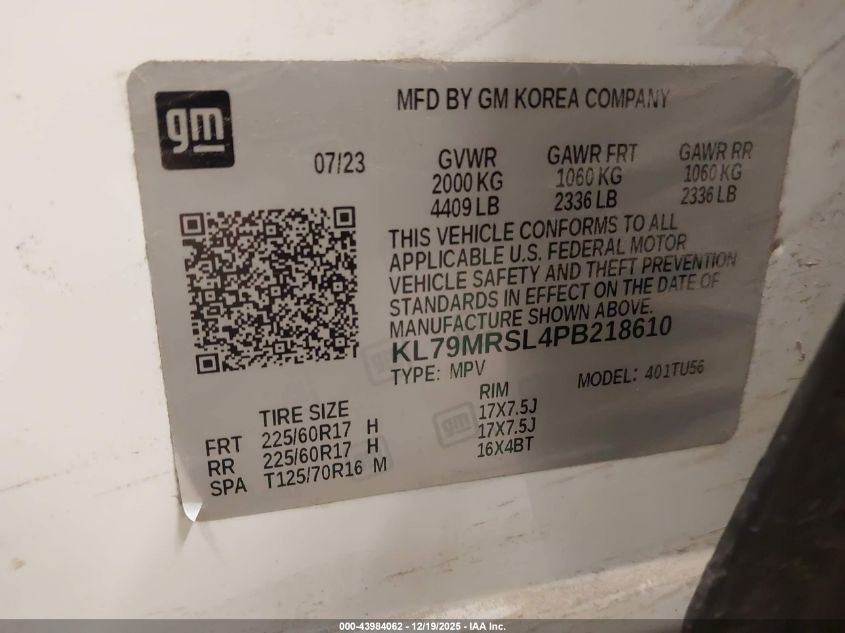 gm
MFD BY GM KOREA COMPANY
07/23
GVWR GAWR FRT GAWR RR
2000 KG 1060 KG 1060 KG
4409 LB 2336 LB 2336 LB
THIS VEHICLE CONFORMS TO ALL
APPLICABLE U.S. FEDERAL MOTOR
VEHICLE SAFETY AND THEFT PREVENTION
STANDARDS IN EFFECT ON THE DATE OF
MANUFACTURE SHOWN ABOVE.
KL79MRSL4PB218610
TYPE: MPV MODEL: 401TU56
TIRE SIZE RIM
FRT 225/60R17 H 17X7.5J
RR 225/60R17 H 17X7.5J
SPA T125/70R16 M 16X4BT
gm
000-43984062 - 12/19/2025 - IAA Inc.